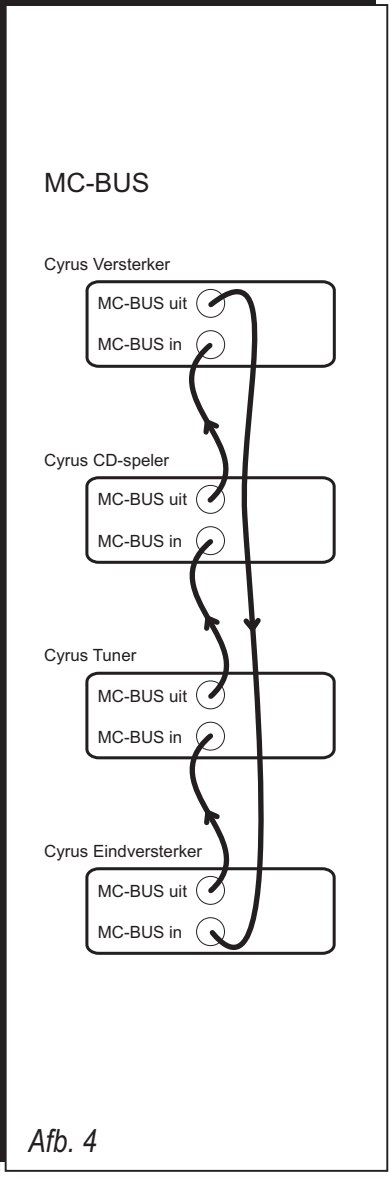 MC-BUS
Cyrus Versterker
MC-BUS uit
MC-BUS in
Cyrus CD-speler
MC-BUS uit
MC-BUS in
Cyrus Tuner
MC-BUS uit
MC-BUS in
Cyrus Eindversterker
MC-BUS uit
MC-BUS in
Afb. 4